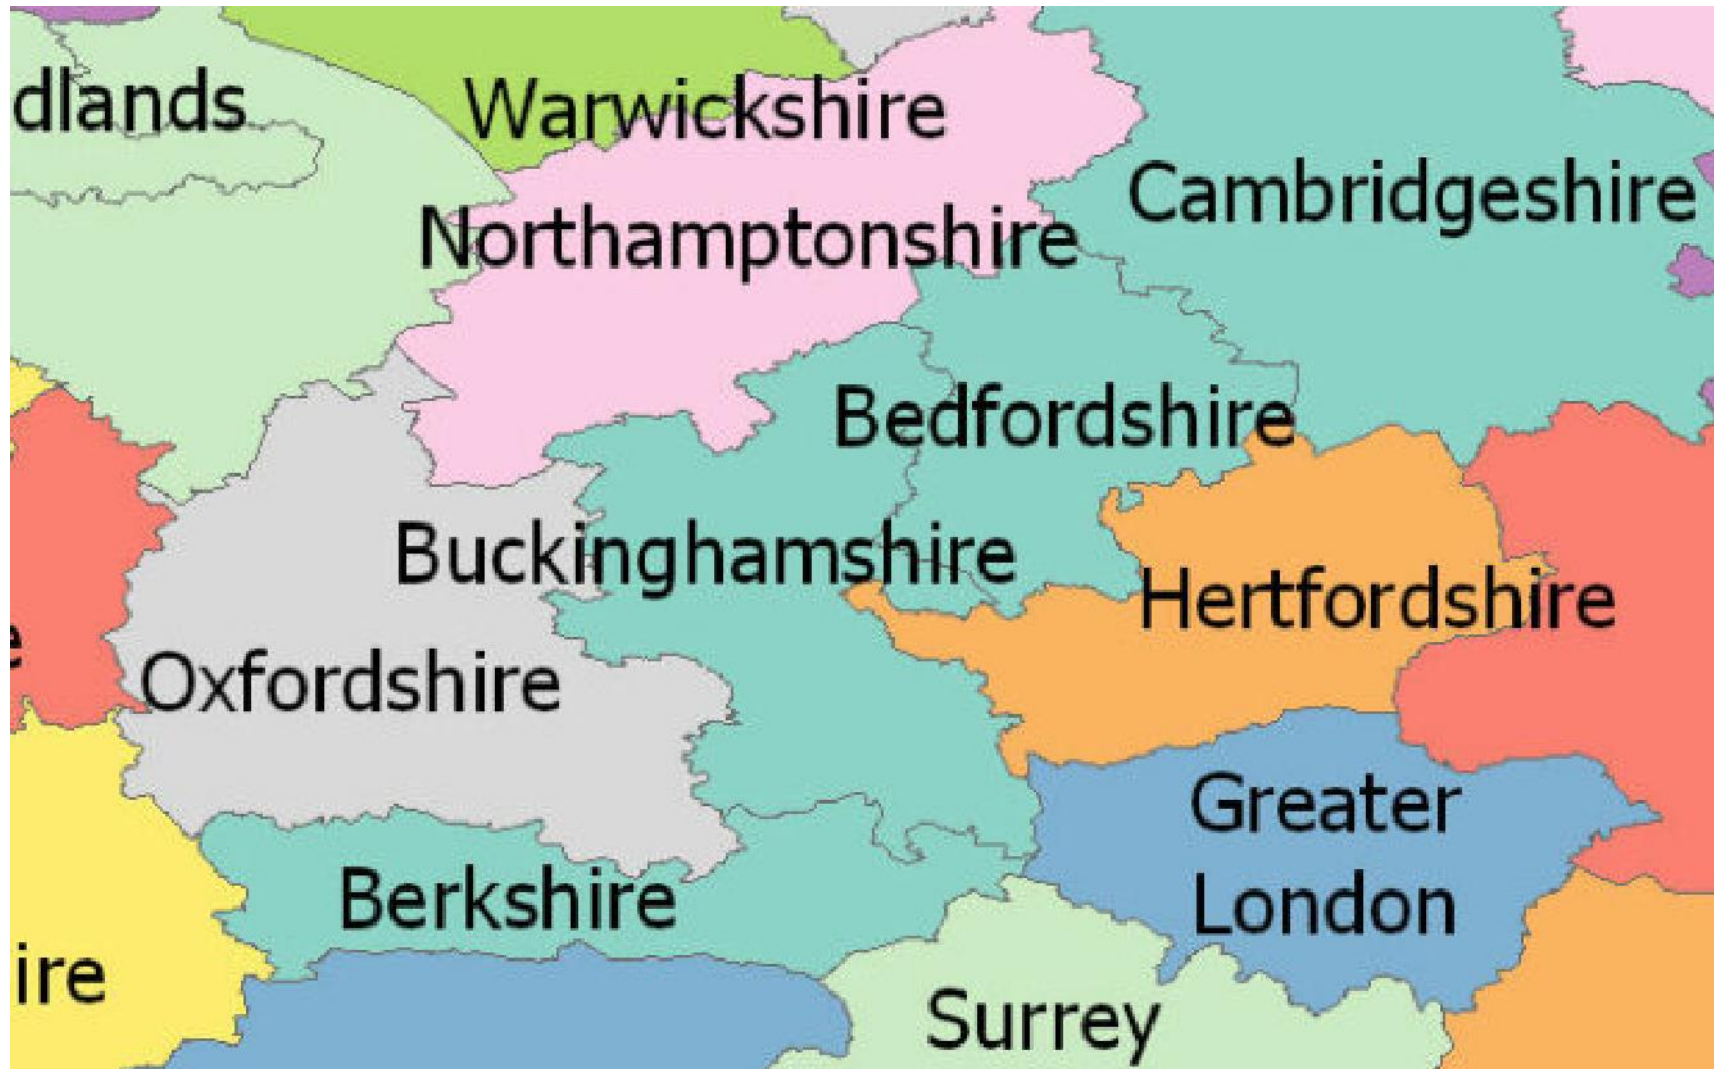 dlands
Warwickshire
Cambridgeshire
Northamptonshire
Bedfordshire
Buckinghamshire
Hertfordshire
e
Oxfordshire
Greater
London
Berkshire
ire
Surrey